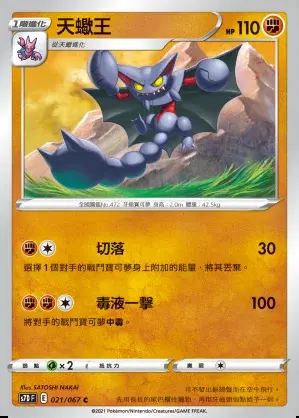 1階進化
天蠍王
HP 110
從天蠍進化
全國圖鑑No.472 牙蠍寶可夢 身高：2.0m 體重：42.5kg
切落 30
選擇1個對手的戰鬥寶可夢身上附加的能量，將其丟棄。
毒液一擊 100
將對手的戰鬥寶可夢中毒。
弱點 ×2 抵抗力 撤退
Illus. SATOSHI NAKAI
S7D F E 021/067 C
©2021 Pokémon/Nintendo/Creatures/GAME FREAK.